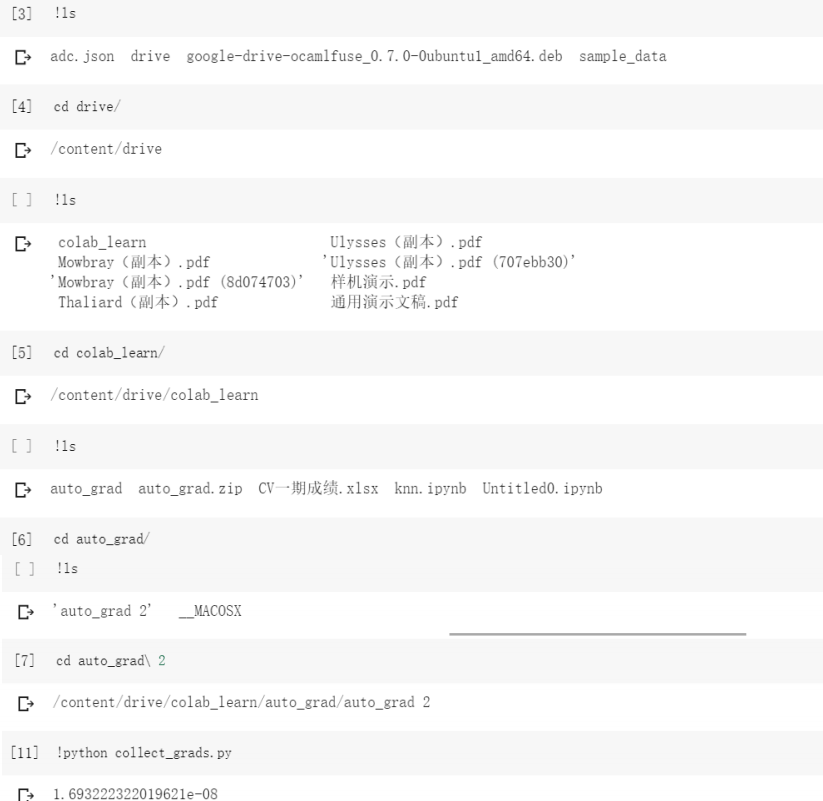 [3] !ls
adc.json drive google-drive-ocamlfuse_0.7.0-0ubuntu1_amd64.deb sample_data
[4] cd drive/
/content/drive
[ ] !ls
colab_learn Ulysses（副本）.pdf
Mowbray（副本）.pdf 'Ulysses（副本）.pdf (707ebb30)'
'Mowbray（副本）.pdf (8d074703)' 样机演示.pdf
Thaliard（副本）.pdf 通用演示文稿.pdf
[5] cd colab_learn/
/content/drive/colab_learn
[ ] !ls
auto_grad auto_grad.zip CV一期成绩.xlsx knn.ipynb Untitled0.ipynb
[6] cd auto_grad/
[ ] !ls
'auto_grad 2' __MACOSX
[7] cd auto_grad\ 2
/content/drive/colab_learn/auto_grad/auto_grad 2
[11] !python collect_grads.py
1.693222322019621e-08